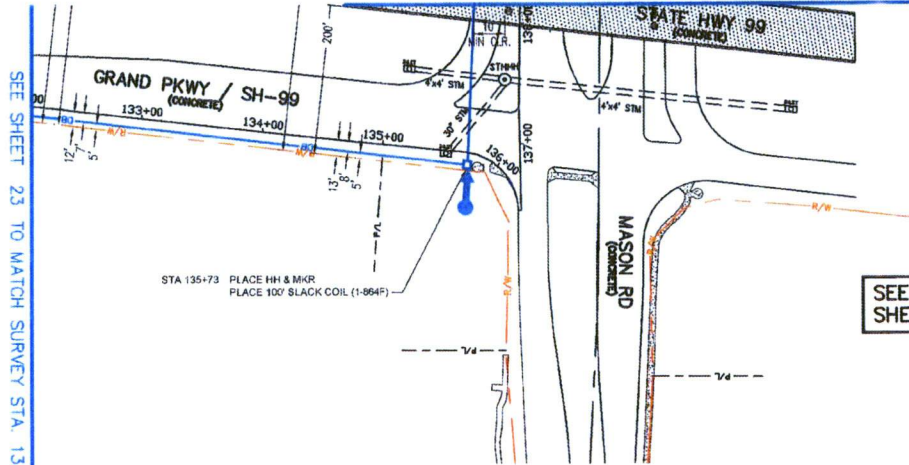 STATE HWY 99
(CONCRETE)
10'
MIN CLR.
200'
STMHH
GRAND PKWY / SH-99
(CONCRETE)
4'x4' STM
4'x4' STM
30" STM
133+00
134+00
135+00
136+00
137+00
R/W
R/W
R/W
R/W
12'
7'
5'
13'
8'
5'
P/L
P/L
P/L
MASON RD
(CONCRETE)
STA 135+73 PLACE HH & MKR
PLACE 100' SLACK COIL (1-864F)
SEE
SHE
SEE SHEET 23 TO MATCH SURVEY STA. 13